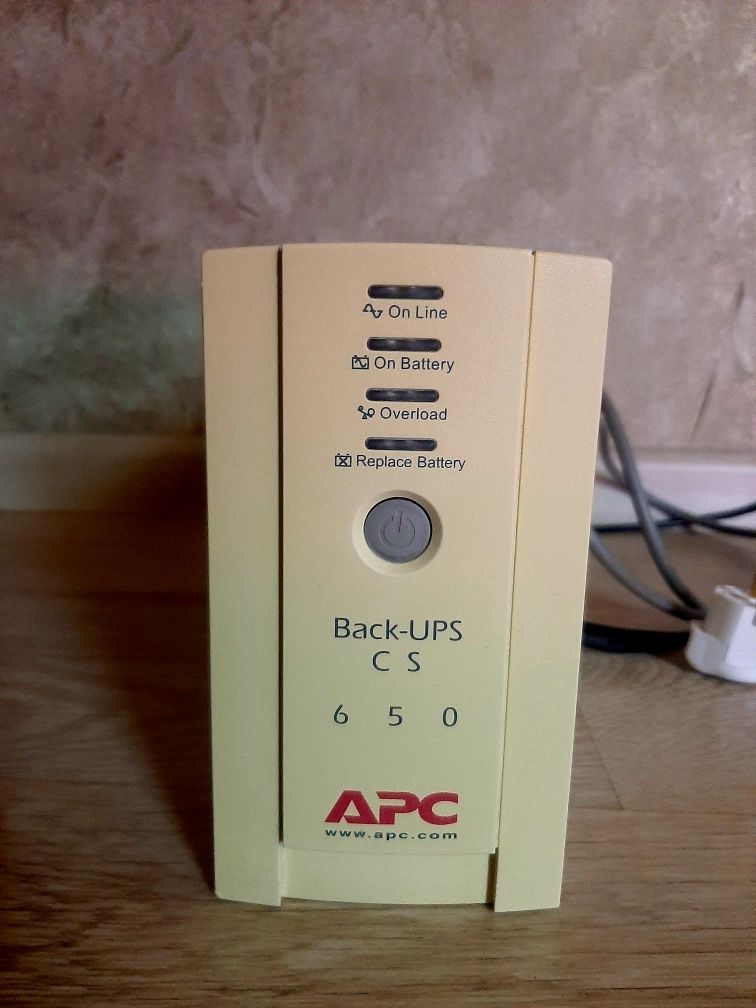 On Line
On Battery
Overload
Replace Battery
Back-UPS
C S
6 5 0
APC
www.apc.com